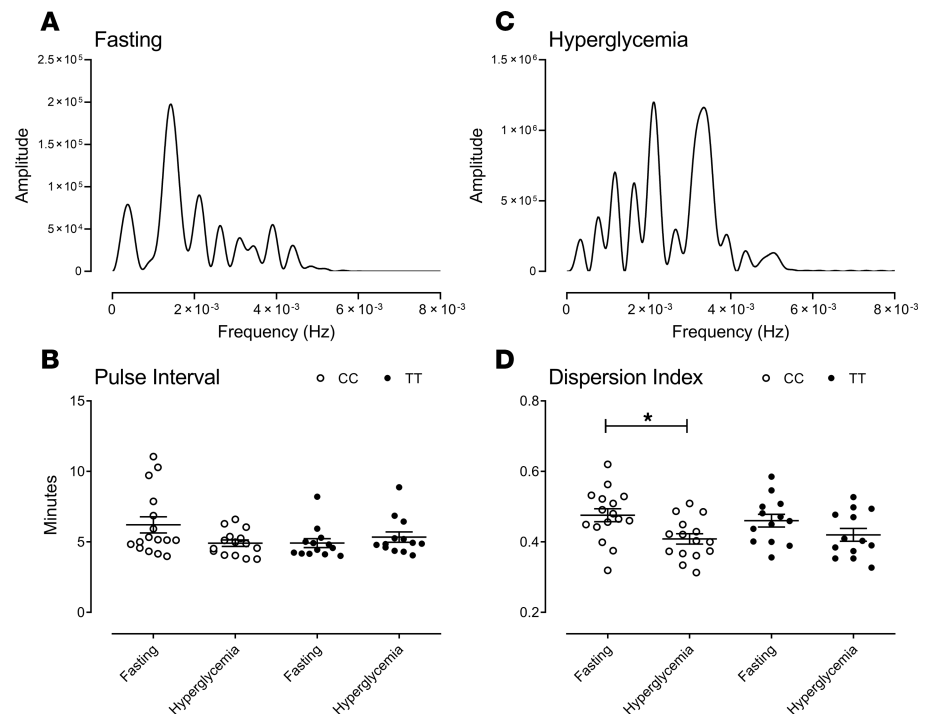 A
Fasting
2.5×10⁵
2×10⁵
1.5×10⁵
1×10⁵
5×10⁴
0
Amplitude
0
2×10⁻³
4×10⁻³
6×10⁻³
8×10⁻³
Frequency (Hz)
C
Hyperglycemia
1.5×10⁶
1×10⁶
5×10⁵
0
Amplitude
0
2×10⁻³
4×10⁻³
6×10⁻³
8×10⁻³
Frequency (Hz)
B
Pulse Interval
CC
TT
15
10
5
0
Minutes
Fasting
Hyperglycemia
Fasting
Hyperglycemia
D
Dispersion Index
CC
TT
0.8
0.6
0.4
0.2
*
Fasting
Hyperglycemia
Fasting
Hyperglycemia